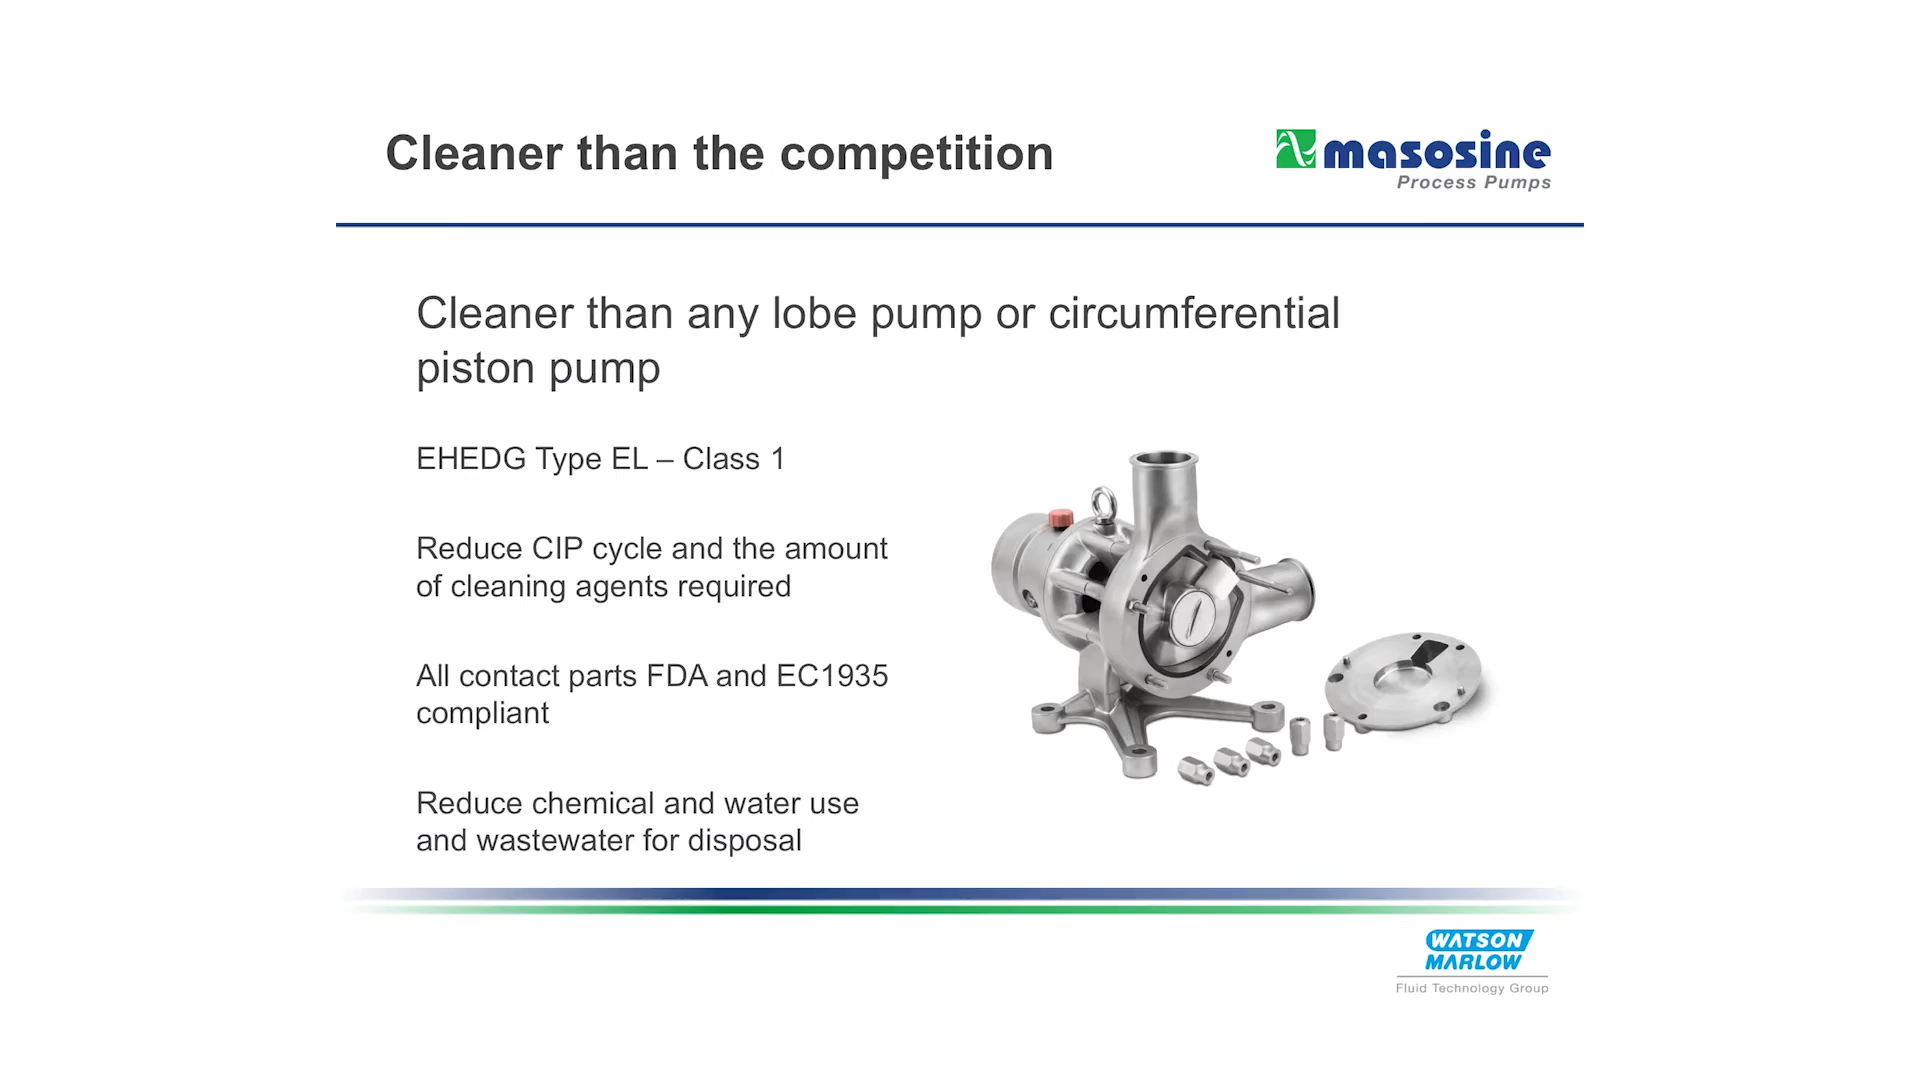 Cleaner than the competition
masosine
Process Pumps
Cleaner than any lobe pump or circumferential
piston pump
EHEDG Type EL – Class 1
Reduce CIP cycle and the amount
of cleaning agents required
All contact parts FDA and EC1935
compliant
Reduce chemical and water use
and wastewater for disposal
WATSON
MARLOW
Fluid Technology Group